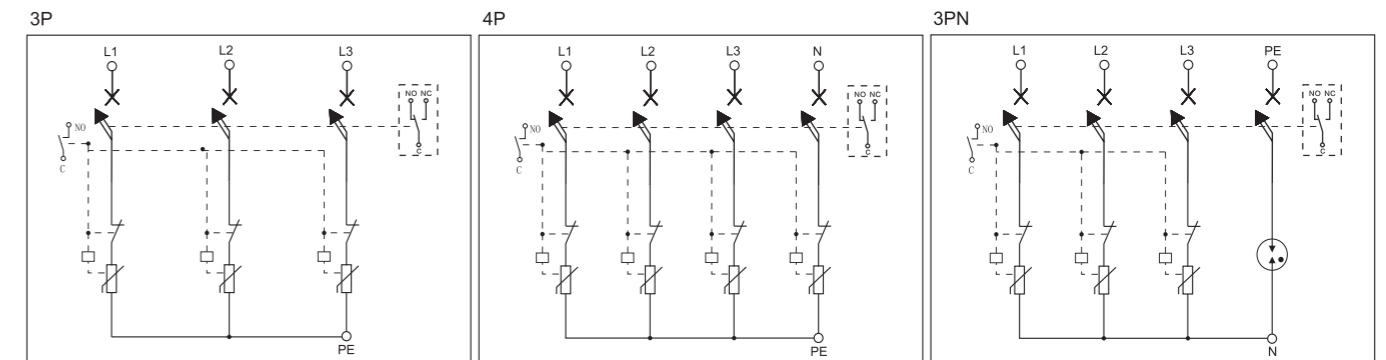 3P
4P
3PN
L1 L2 L3
NO NC
NO
C
C
PE
L1 L2 L3 N
NO NC
NO
C
C
PE
L1 L2 L3 PE
NO NC
NO
C
C
N